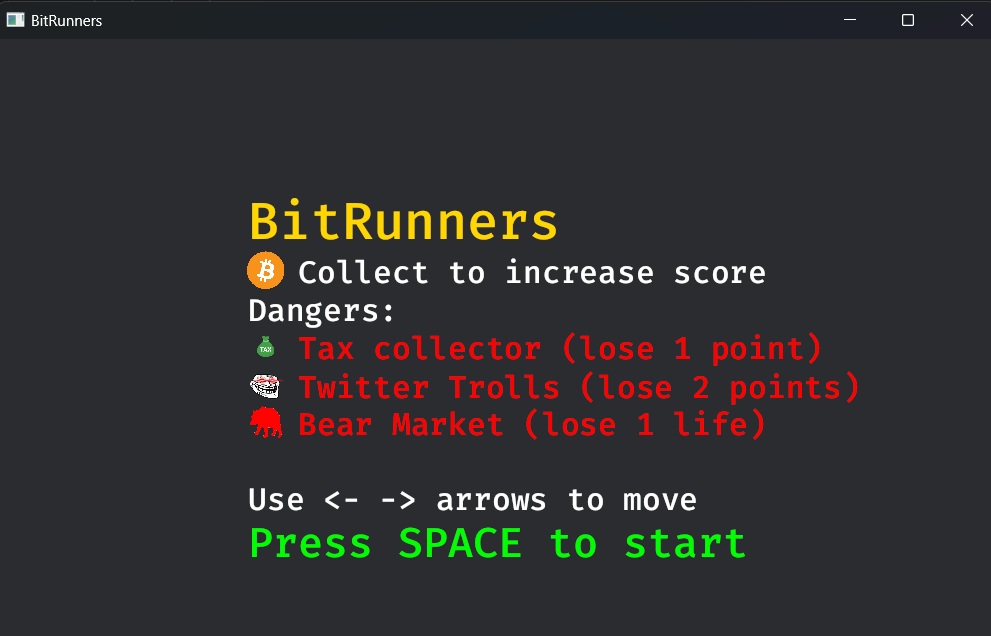 BitRunners
BitRunners
Collect to increase score
Dangers:
TAX Tax collector (lose 1 point)
Twitter Trolls (lose 2 points)
Bear Market (lose 1 life)
Use <- -> arrows to move
Press SPACE to start